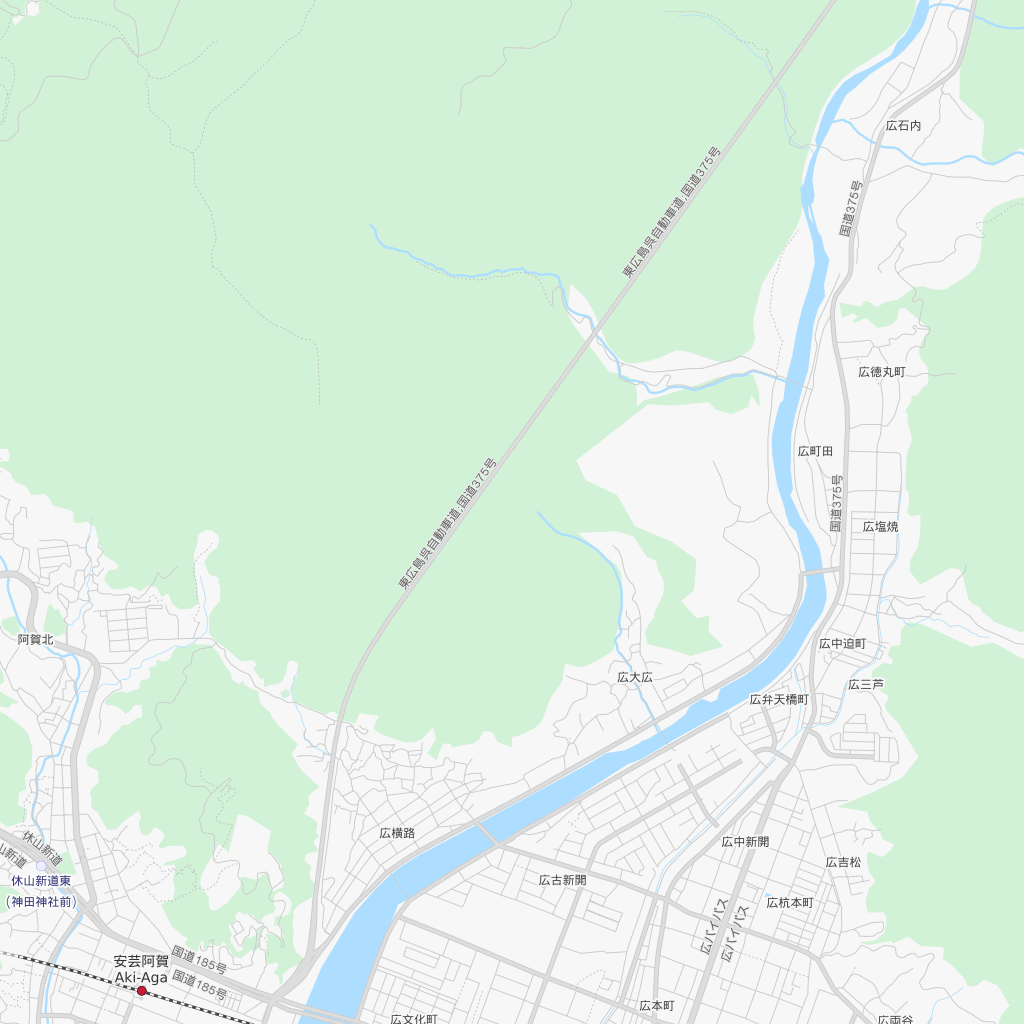 広石内
東広島呉自動車道;国道375号
国道375号
広徳丸町
広町田
東広島呉自動車道;国道375号
国道375号
広塩焼
阿賀北
広中迫町
広大広
広三芦
広弁天橋町
広横路
休山新道
山新道
広中新開
広吉松
休山新道東
（神田神社前）
広古新開
広杭本町
広バイパス
広バイパス
国道185号
安芸阿賀
Aki-Aga
国道185号
広本町
広文化町
広両谷